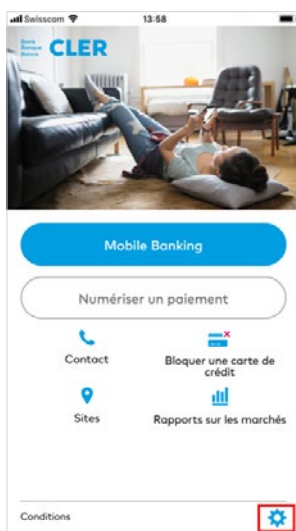 Swisscom
13:58
Bank
Banque
Banca
CLER
Mobile Banking
Numériser un paiement
Contact
Bloquer une carte de
crédit
Sites
Rapports sur les marchés
Conditions